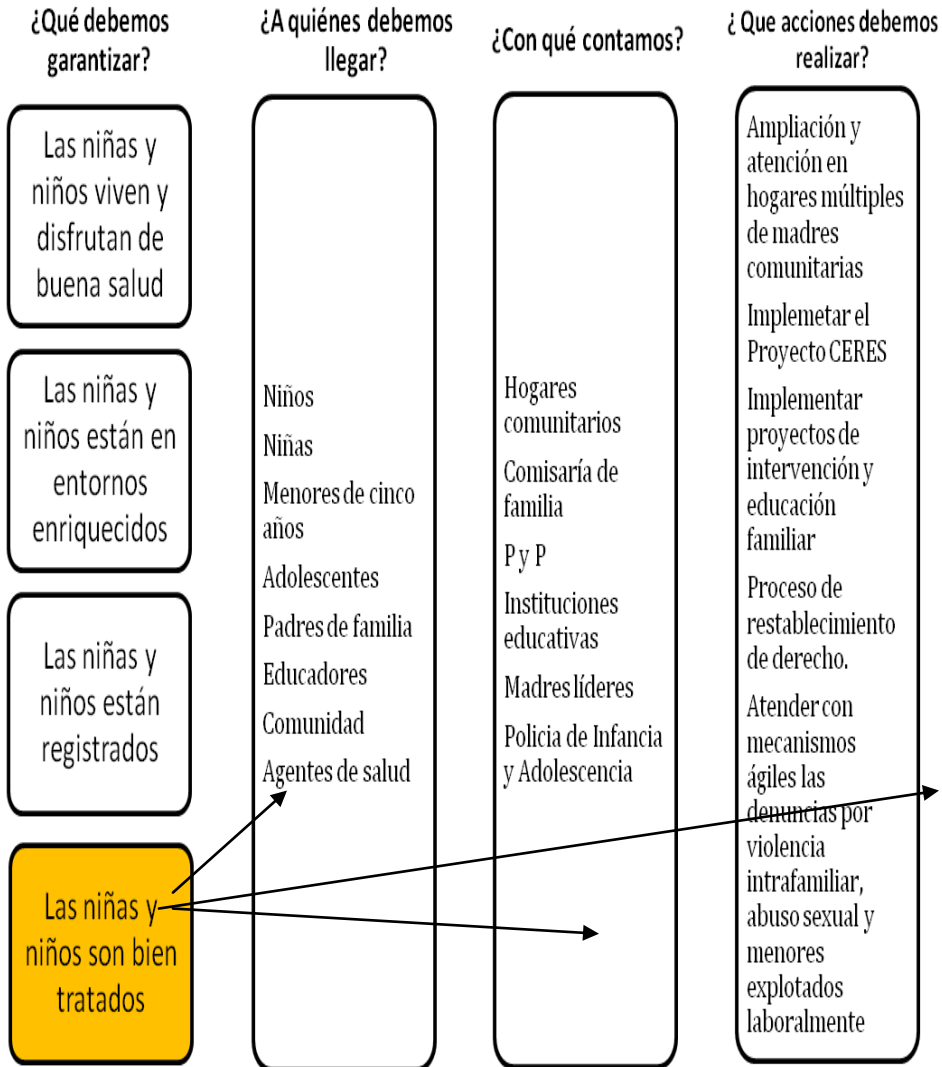 ¿Qué debemos
garantizar?
Las niñas y
niños viven y
disfrutan de
buena salud
Las niñas y
niños están en
entornos
enriquecidos
Las niñas y
niños están
registrados
Las niñas y
niños son bien
tratados
¿A quiénes debemos
llegar?
Niños
Niñas
Menores de cinco
años
Adolescentes
Padres de familia
Educadores
Comunidad
Agentes de salud
¿Con qué contamos?
Hogares
comunitarios
Comisaría de
familia
P y P
Instituciones
educativas
Madres líderes
Policia de Infancia
y Adolescencia
¿ Que acciones debemos
realizar?
Ampliación y
atención en
hogares múltiples
de madres
comunitarias
Implemetar el
Proyecto CERES
Implementar
proyectos de
intervención y
educación
familiar
Proceso de
restablecimiento
de derecho.
Atender con
mecanismos
ágiles las
denuncias por
violencia
intrafamiliar,
abuso sexual y
menores
explotados
laboralmente